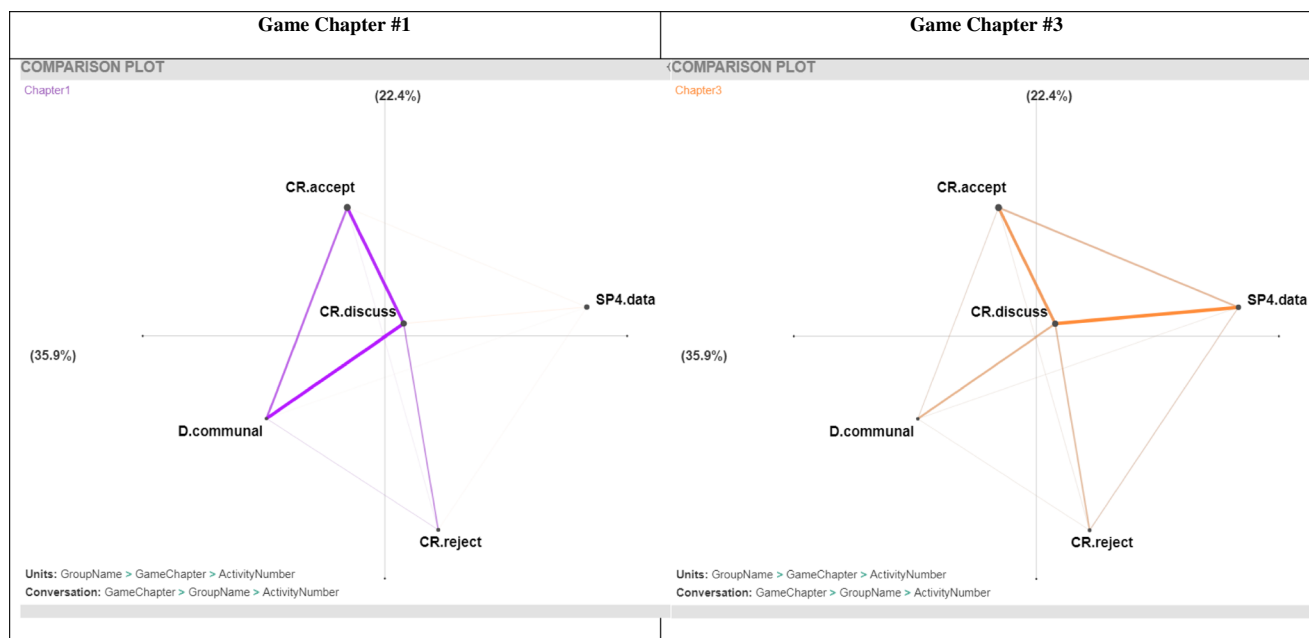 Game Chapter #1
Game Chapter #3
COMPARISON PLOT
Chapter1
(22.4%)
CR.accept
SP4.data
CR.discuss
(35.9%)
D.communal
CR.reject
Units: GroupName > GameChapter > ActivityNumber
Conversation: GameChapter > GroupName > ActivityNumber
COMPARISON PLOT
Chapter3
(22.4%)
CR.accept
SP4.data
CR.discuss
(35.9%)
D.communal
CR.reject
Units: GroupName > GameChapter > ActivityNumber
Conversation: GameChapter > GroupName > ActivityNumber